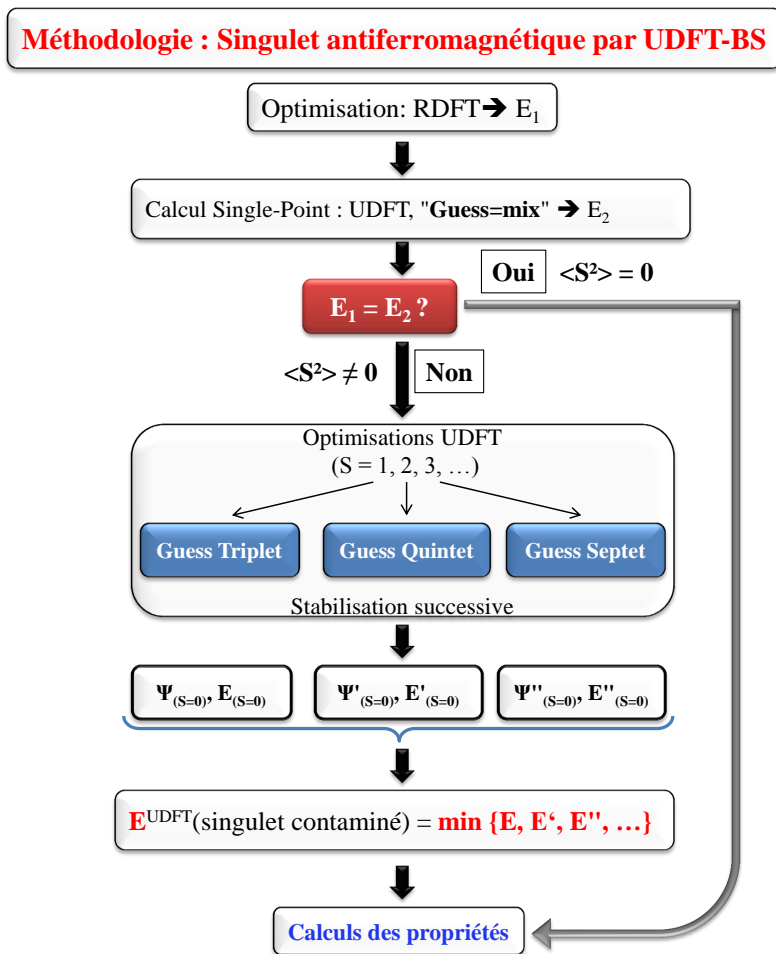 Méthodologie : Singulet antiferromagnétique par UDFT-BS
Optimisation: RDFT➔ E₁
Calcul Single-Point : UDFT, "Guess=mix" ➔ E₂
Oui <S²> = 0
E₁ = E₂ ?
<S²> ≠ 0 Non
Optimisations UDFT
(S = 1, 2, 3, …)
Guess Triplet Guess Quintet Guess Septet
Stabilisation successive
Ψ(S=0), E(S=0) Ψ'(S=0), E'(S=0) Ψ''(S=0), E''(S=0)
E^UDFT(singulet contaminé) = min {E, E‘, E", …}
Calculs des propriétés